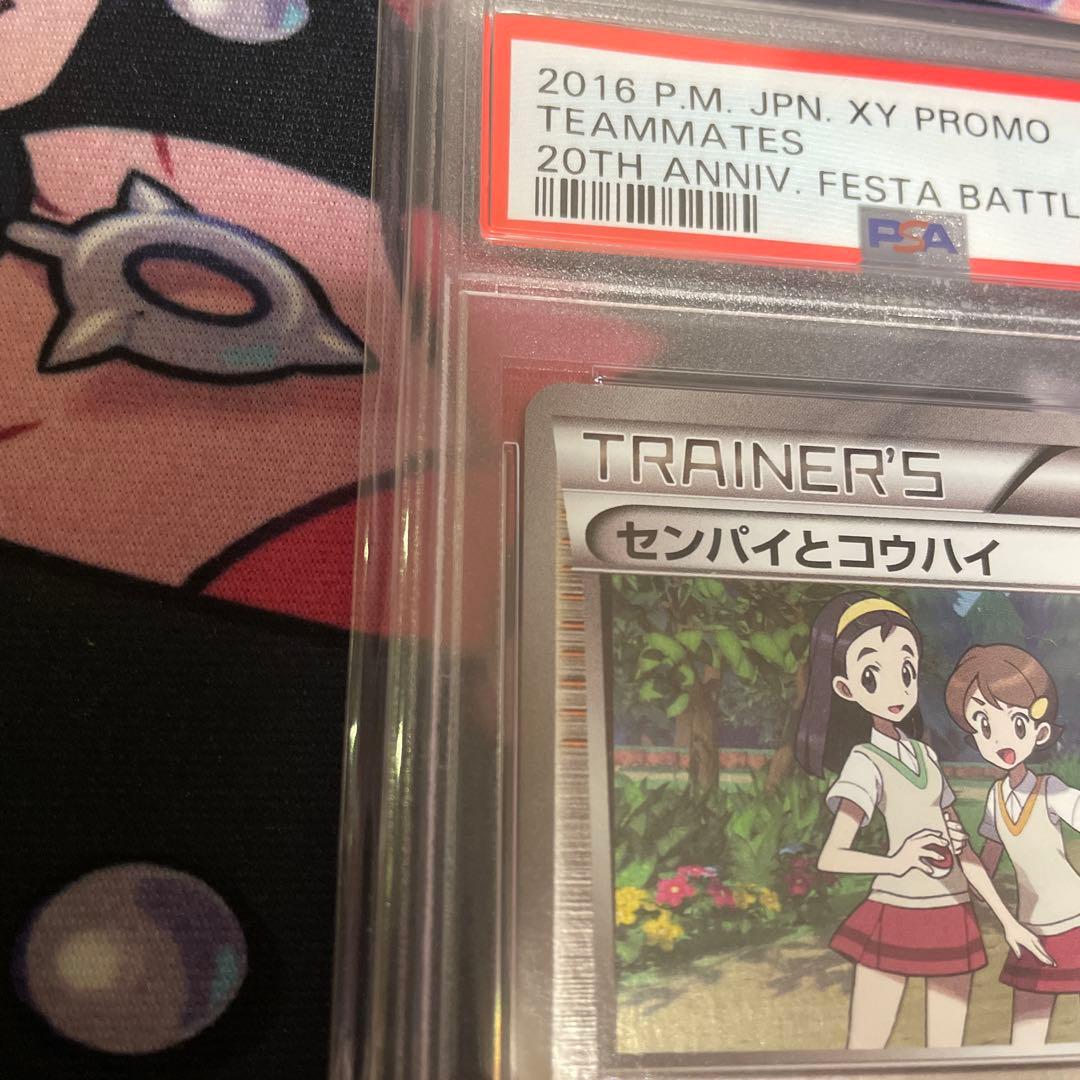 2016 P.M. JPN. XY PROMO
TEAMMATES
20TH ANNIV. FESTA BATTL
PSA
TRAINER'S
センパイとコウハイ